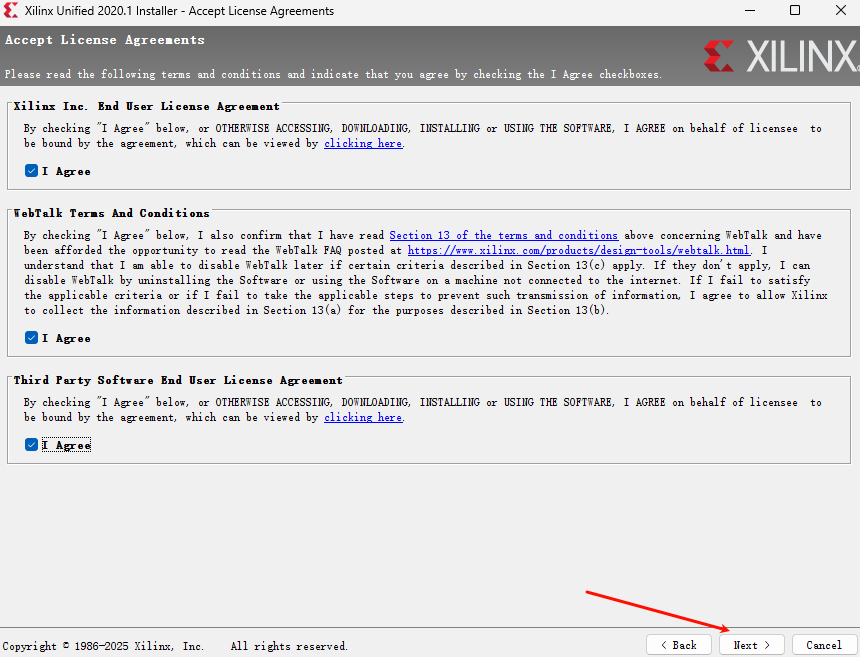 Xilinx Unified 2020.1 Installer - Accept License Agreements
Accept License Agreements
XILINX
Please read the following terms and conditions and indicate that you agree by checking the I Agree checkboxes.
Xilinx Inc. End User License Agreement
By checking "I Agree" below, or OTHERWISE ACCESSING, DOWNLOADING, INSTALLING or USING THE SOFTWARE, I AGREE on behalf of licensee to
be bound by the agreement, which can be viewed by clicking here.
I Agree
WebTalk Terms And Conditions
By checking "I Agree" below, I also confirm that I have read Section 13 of the terms and conditions above concerning WebTalk and have
been afforded the opportunity to read the WebTalk FAQ posted at https://www.xilinx.com/products/design-tools/webtalk.html. I
understand that I am able to disable WebTalk later if certain criteria described in Section 13(c) apply. If they don't apply, I can
disable WebTalk by uninstalling the Software or using the Software on a machine not connected to the internet. If I fail to satisfy
the applicable criteria or if I fail to take the applicable steps to prevent such transmission of information, I agree to allow Xilinx
to collect the information described in Section 13(a) for the purposes described in Section 13(b).
I Agree
Third Party Software End User License Agreement
By checking "I Agree" below, or OTHERWISE ACCESSING, DOWNLOADING, INSTALLING or USING THE SOFTWARE, I AGREE on behalf of licensee to
be bound by the agreement, which can be viewed by clicking here.
I Agree
Copyright © 1986-2025 Xilinx, Inc. All rights reserved.
< Back Next > Cancel